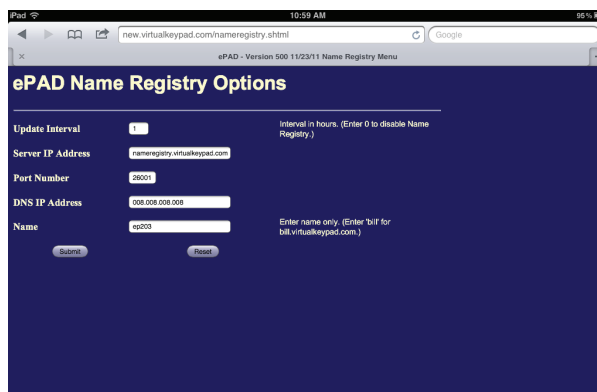 iPad
10:59 AM
95%
new.virtualkeypad.com/nameregistry.shtml
Google
ePAD - Version 500 11/23/11 Name Registry Menu
ePAD Name Registry Options
Update Interval
1
Interval in hours. (Enter 0 to disable Name
Registry.)
Server IP Address
nameregistry.virtualkeypad.com
Port Number
26001
DNS IP Address
008.008.008.008
Name
ep203
Enter name only. (Enter 'bill' for
bill.virtualkeypad.com.)
Submit
Reset